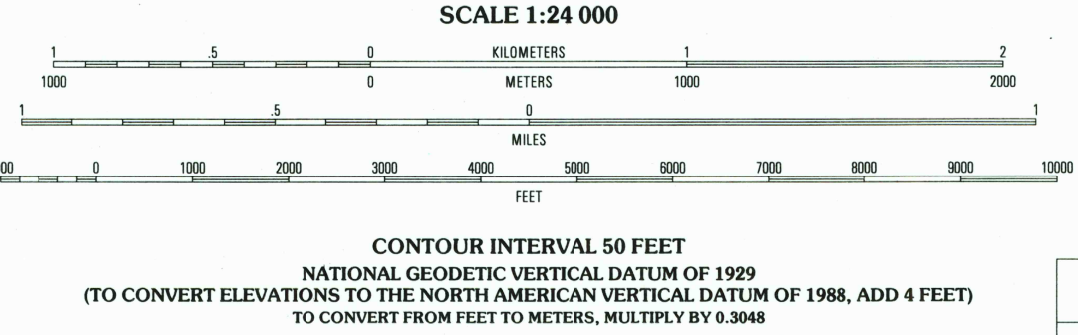 SCALE 1:24 000
1 .5 0 KILOMETERS 1 2
1000 0 METERS 1000 2000
1 .5 0 1
MILES
00 0 1000 2000 3000 4000 5000 6000 7000 8000 9000 10000
FEET
CONTOUR INTERVAL 50 FEET
NATIONAL GEODETIC VERTICAL DATUM OF 1929
(TO CONVERT ELEVATIONS TO THE NORTH AMERICAN VERTICAL DATUM OF 1988, ADD 4 FEET)
TO CONVERT FROM FEET TO METERS, MULTIPLY BY 0.3048